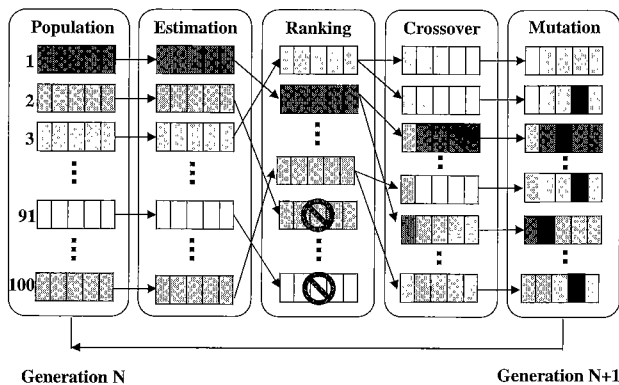 Population Estimation Ranking Crossover Mutation
1
2
3
91
100
Generation N Generation N+1